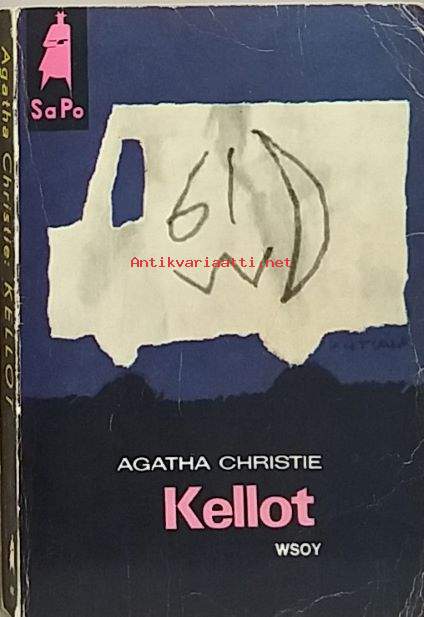 SaPo
Agatha Christie: KELLOT
61
W
Antikvariaatti.net
AGATHA CHRISTIE
Kellot
WSOY